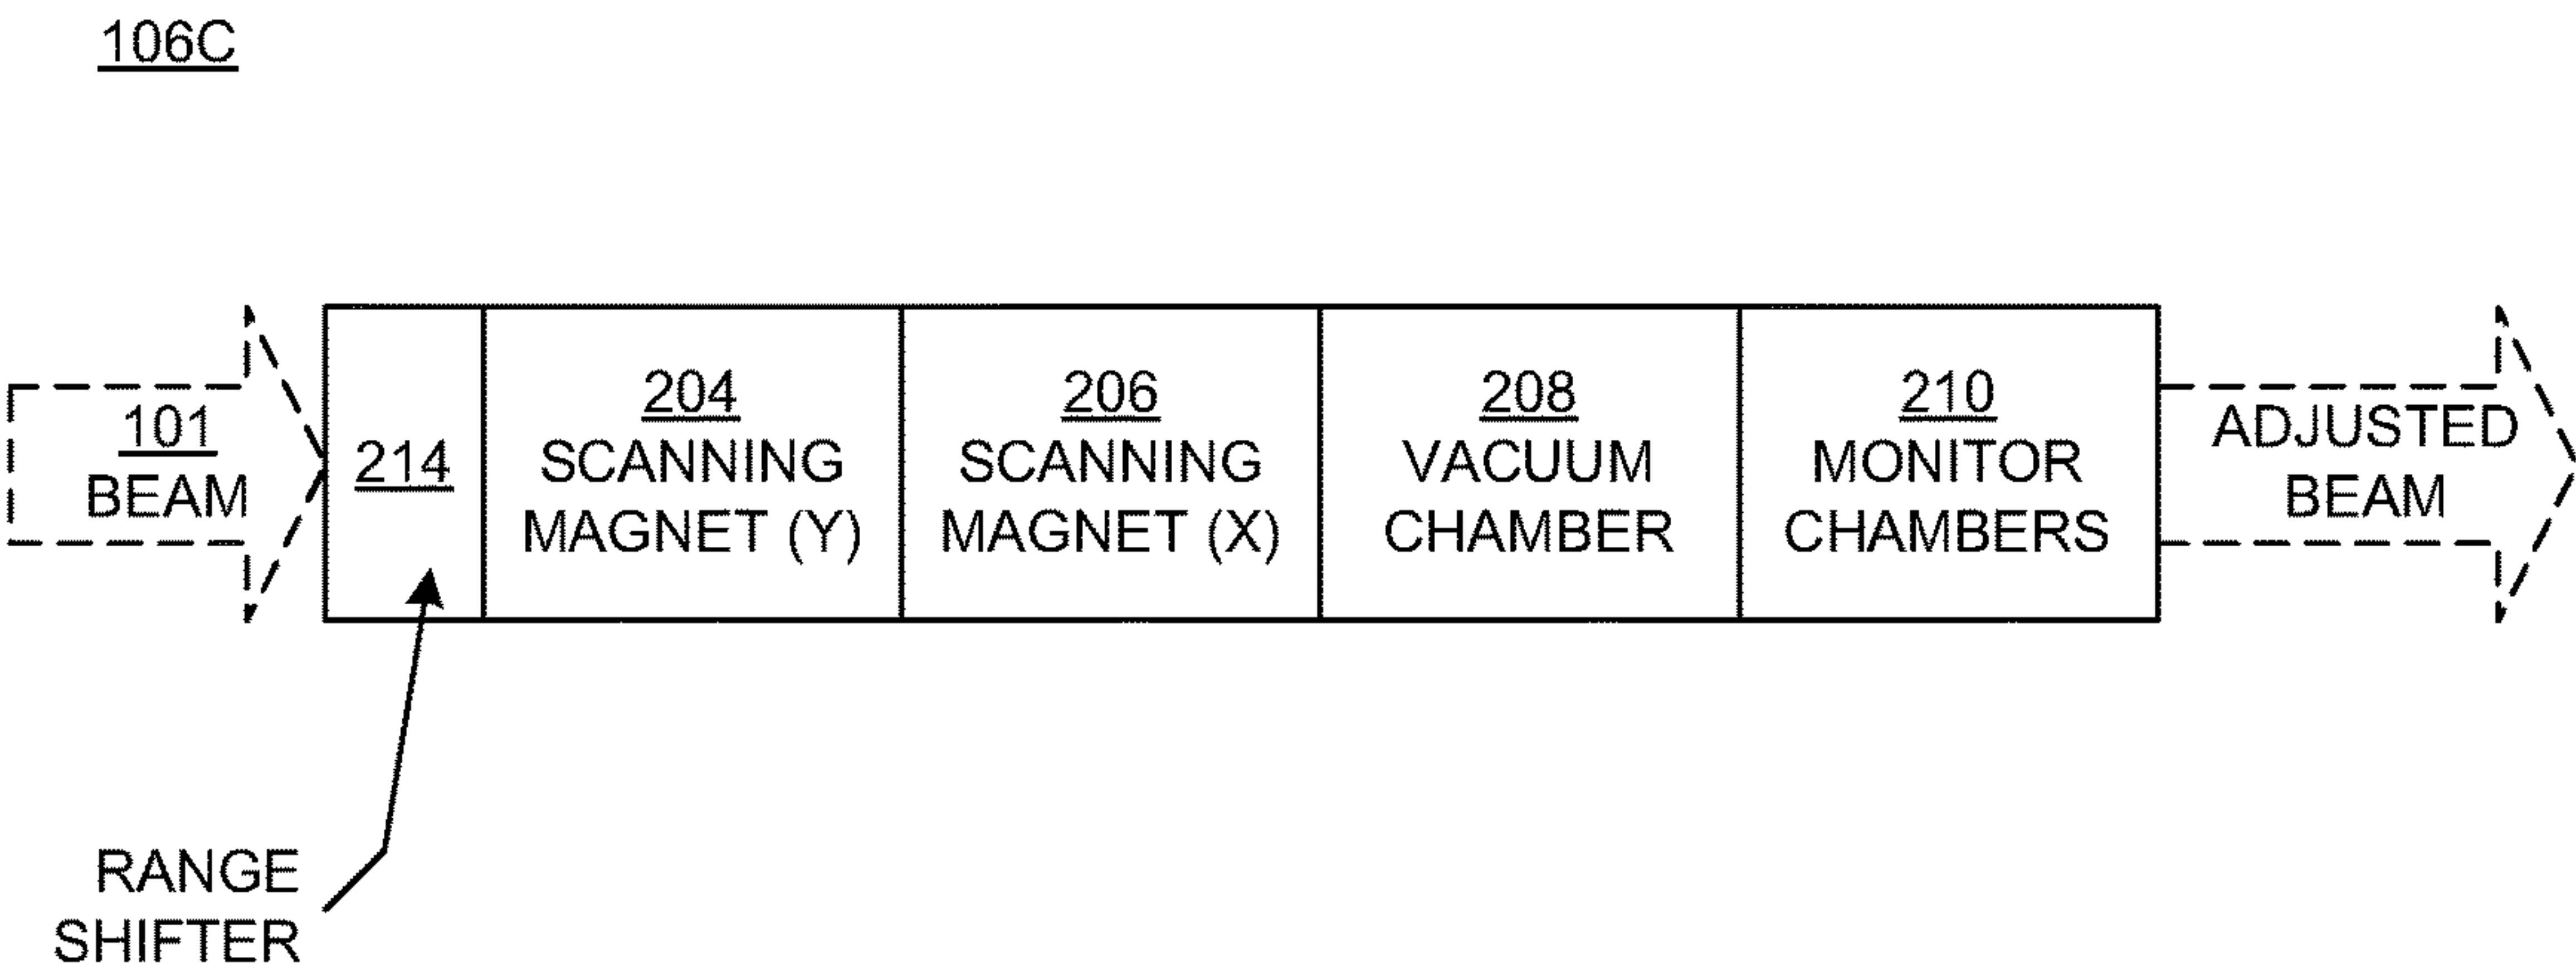 106C
101
BEAM
214
204
SCANNING
MAGNET (Y)
206
SCANNING
MAGNET (X)
208
VACUUM
CHAMBER
210
MONITOR
CHAMBERS
ADJUSTED
BEAM
RANGE
SHIFTER